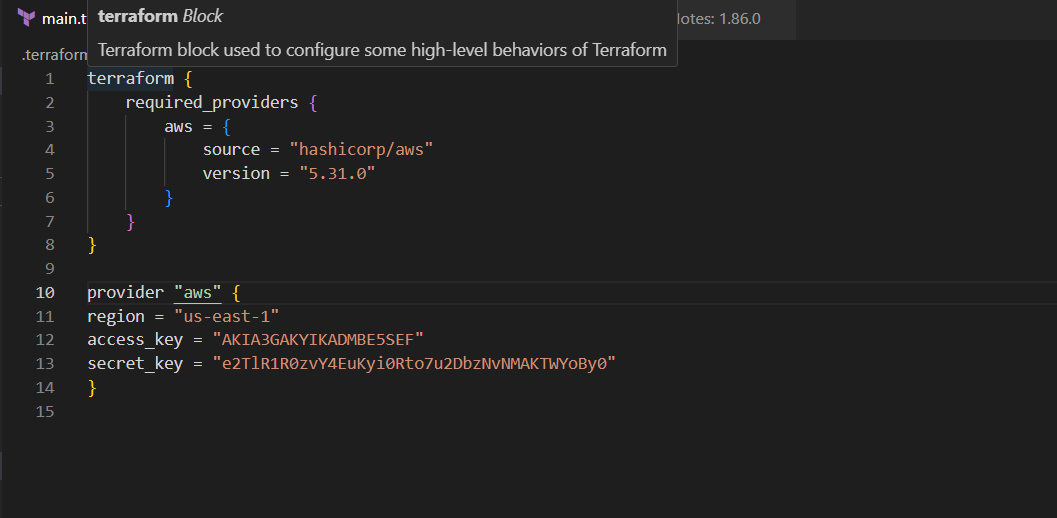 main.t
terraform Block
lotes: 1.86.0
Terraform block used to configure some high-level behaviors of Terraform
.terraform
1 terraform {
2 required_providers {
3 aws = {
4 source = "hashicorp/aws"
5 version = "5.31.0"
6 }
7 }
8 }
9
10 provider "aws" {
11 region = "us-east-1"
12 access_key = "AKIA3GAKYIKADMBE5SEF"
13 secret_key = "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"
14 }
15